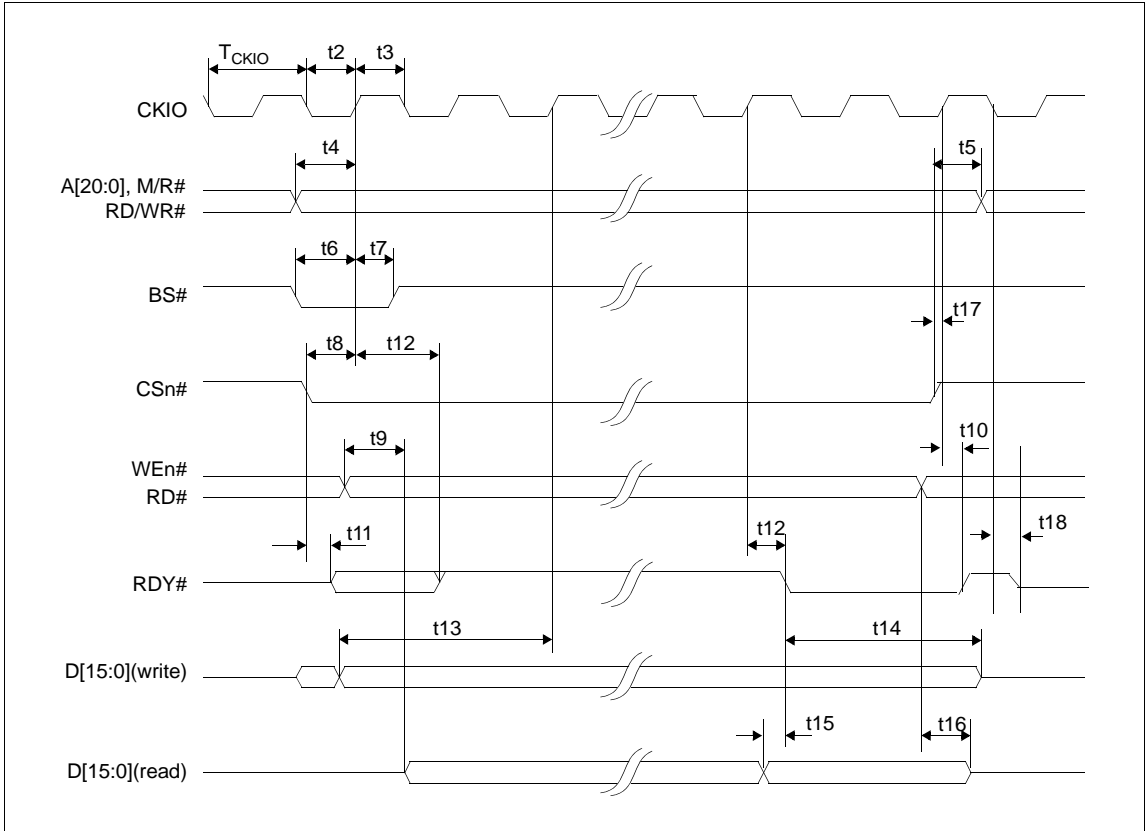 T_CKIO t2 t3
CKIO
t4 t5
A[20:0], M/R#
RD/WR#
t6 t7
BS#
t17
t8 t12
CSn#
t9 t10
WEn#
RD#
t11 t12 t18
RDY#
t13 t14
D[15:0](write)
t15 t16
D[15:0](read)